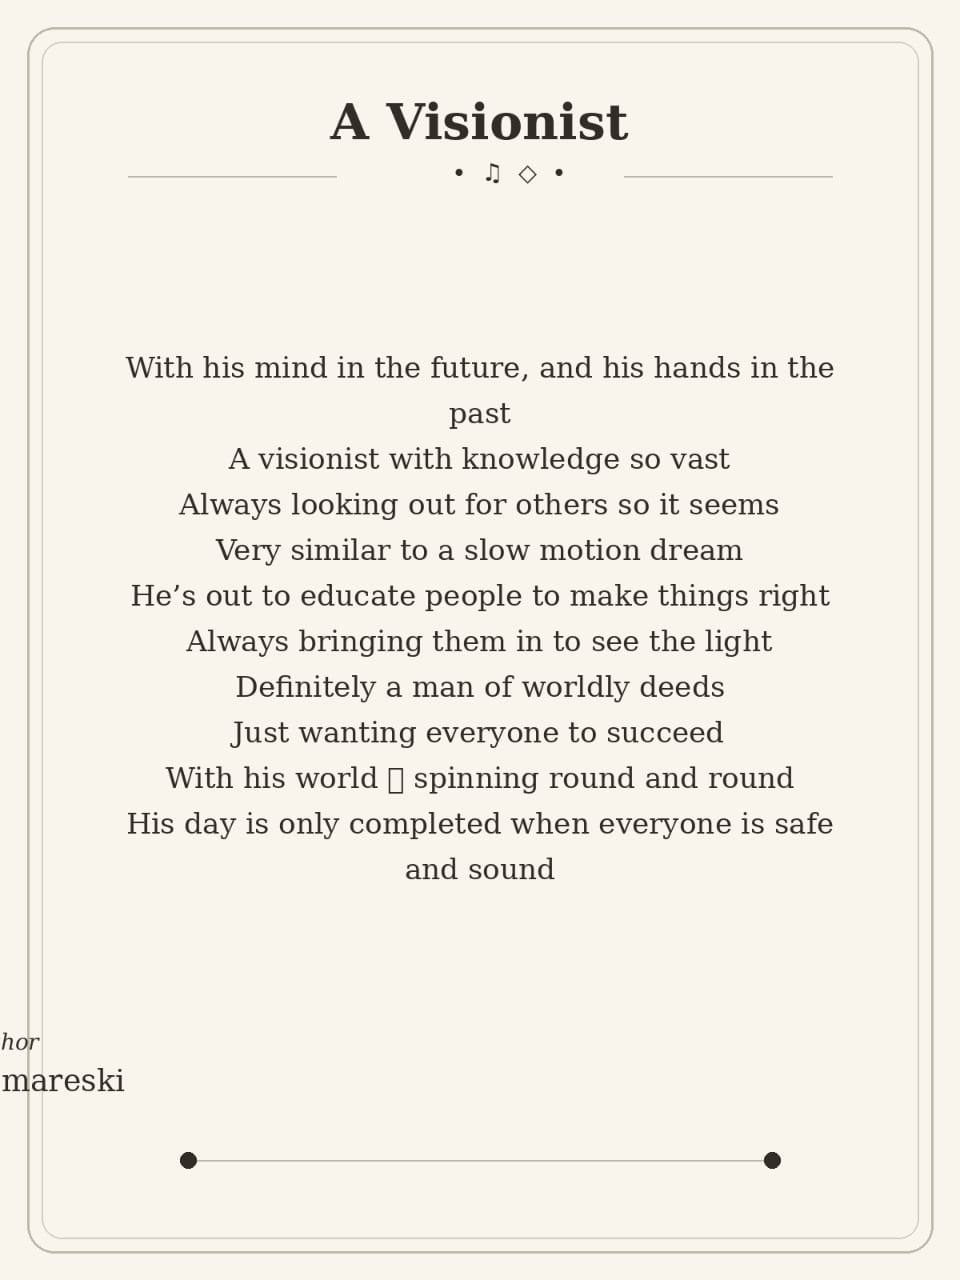 A Visionist
• ♫ ◇ •
With his mind in the future, and his hands in the
past
A visionist with knowledge so vast
Always looking out for others so it seems
Very similar to a slow motion dream
He’s out to educate people to make things right
Always bringing them in to see the light
Definitely a man of worldly deeds
Just wanting everyone to succeed
With his world spinning round and round
His day is only completed when everyone is safe
and sound
hor
mareski